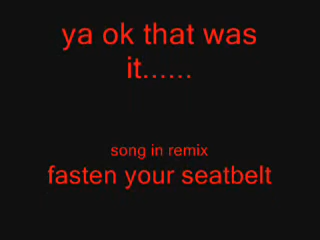 ya ok that was
it......
song in remix
fasten your seatbelt